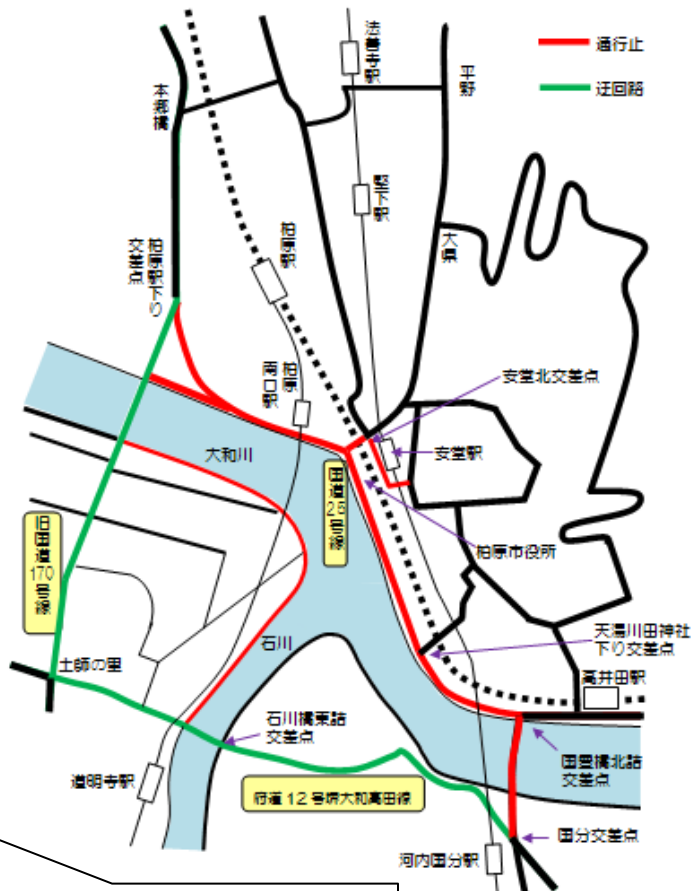 通行止
迂回路
法善寺駅
平野
本郷橋
堅下駅
大県
柏原駅
柏原駅下り
交差点
柏原
南口駅
安堂北交差点
安堂駅
大和川
国道
25
号線
柏原市役所
旧国道
170
号線
天湯川田神社
下り交差点
高井田駅
土師の里
石川
石川橋東詰
交差点
国豊橋北詰
交差点
道明寺駅
府道12号堺大和高田線
国分交差点
河内国分駅